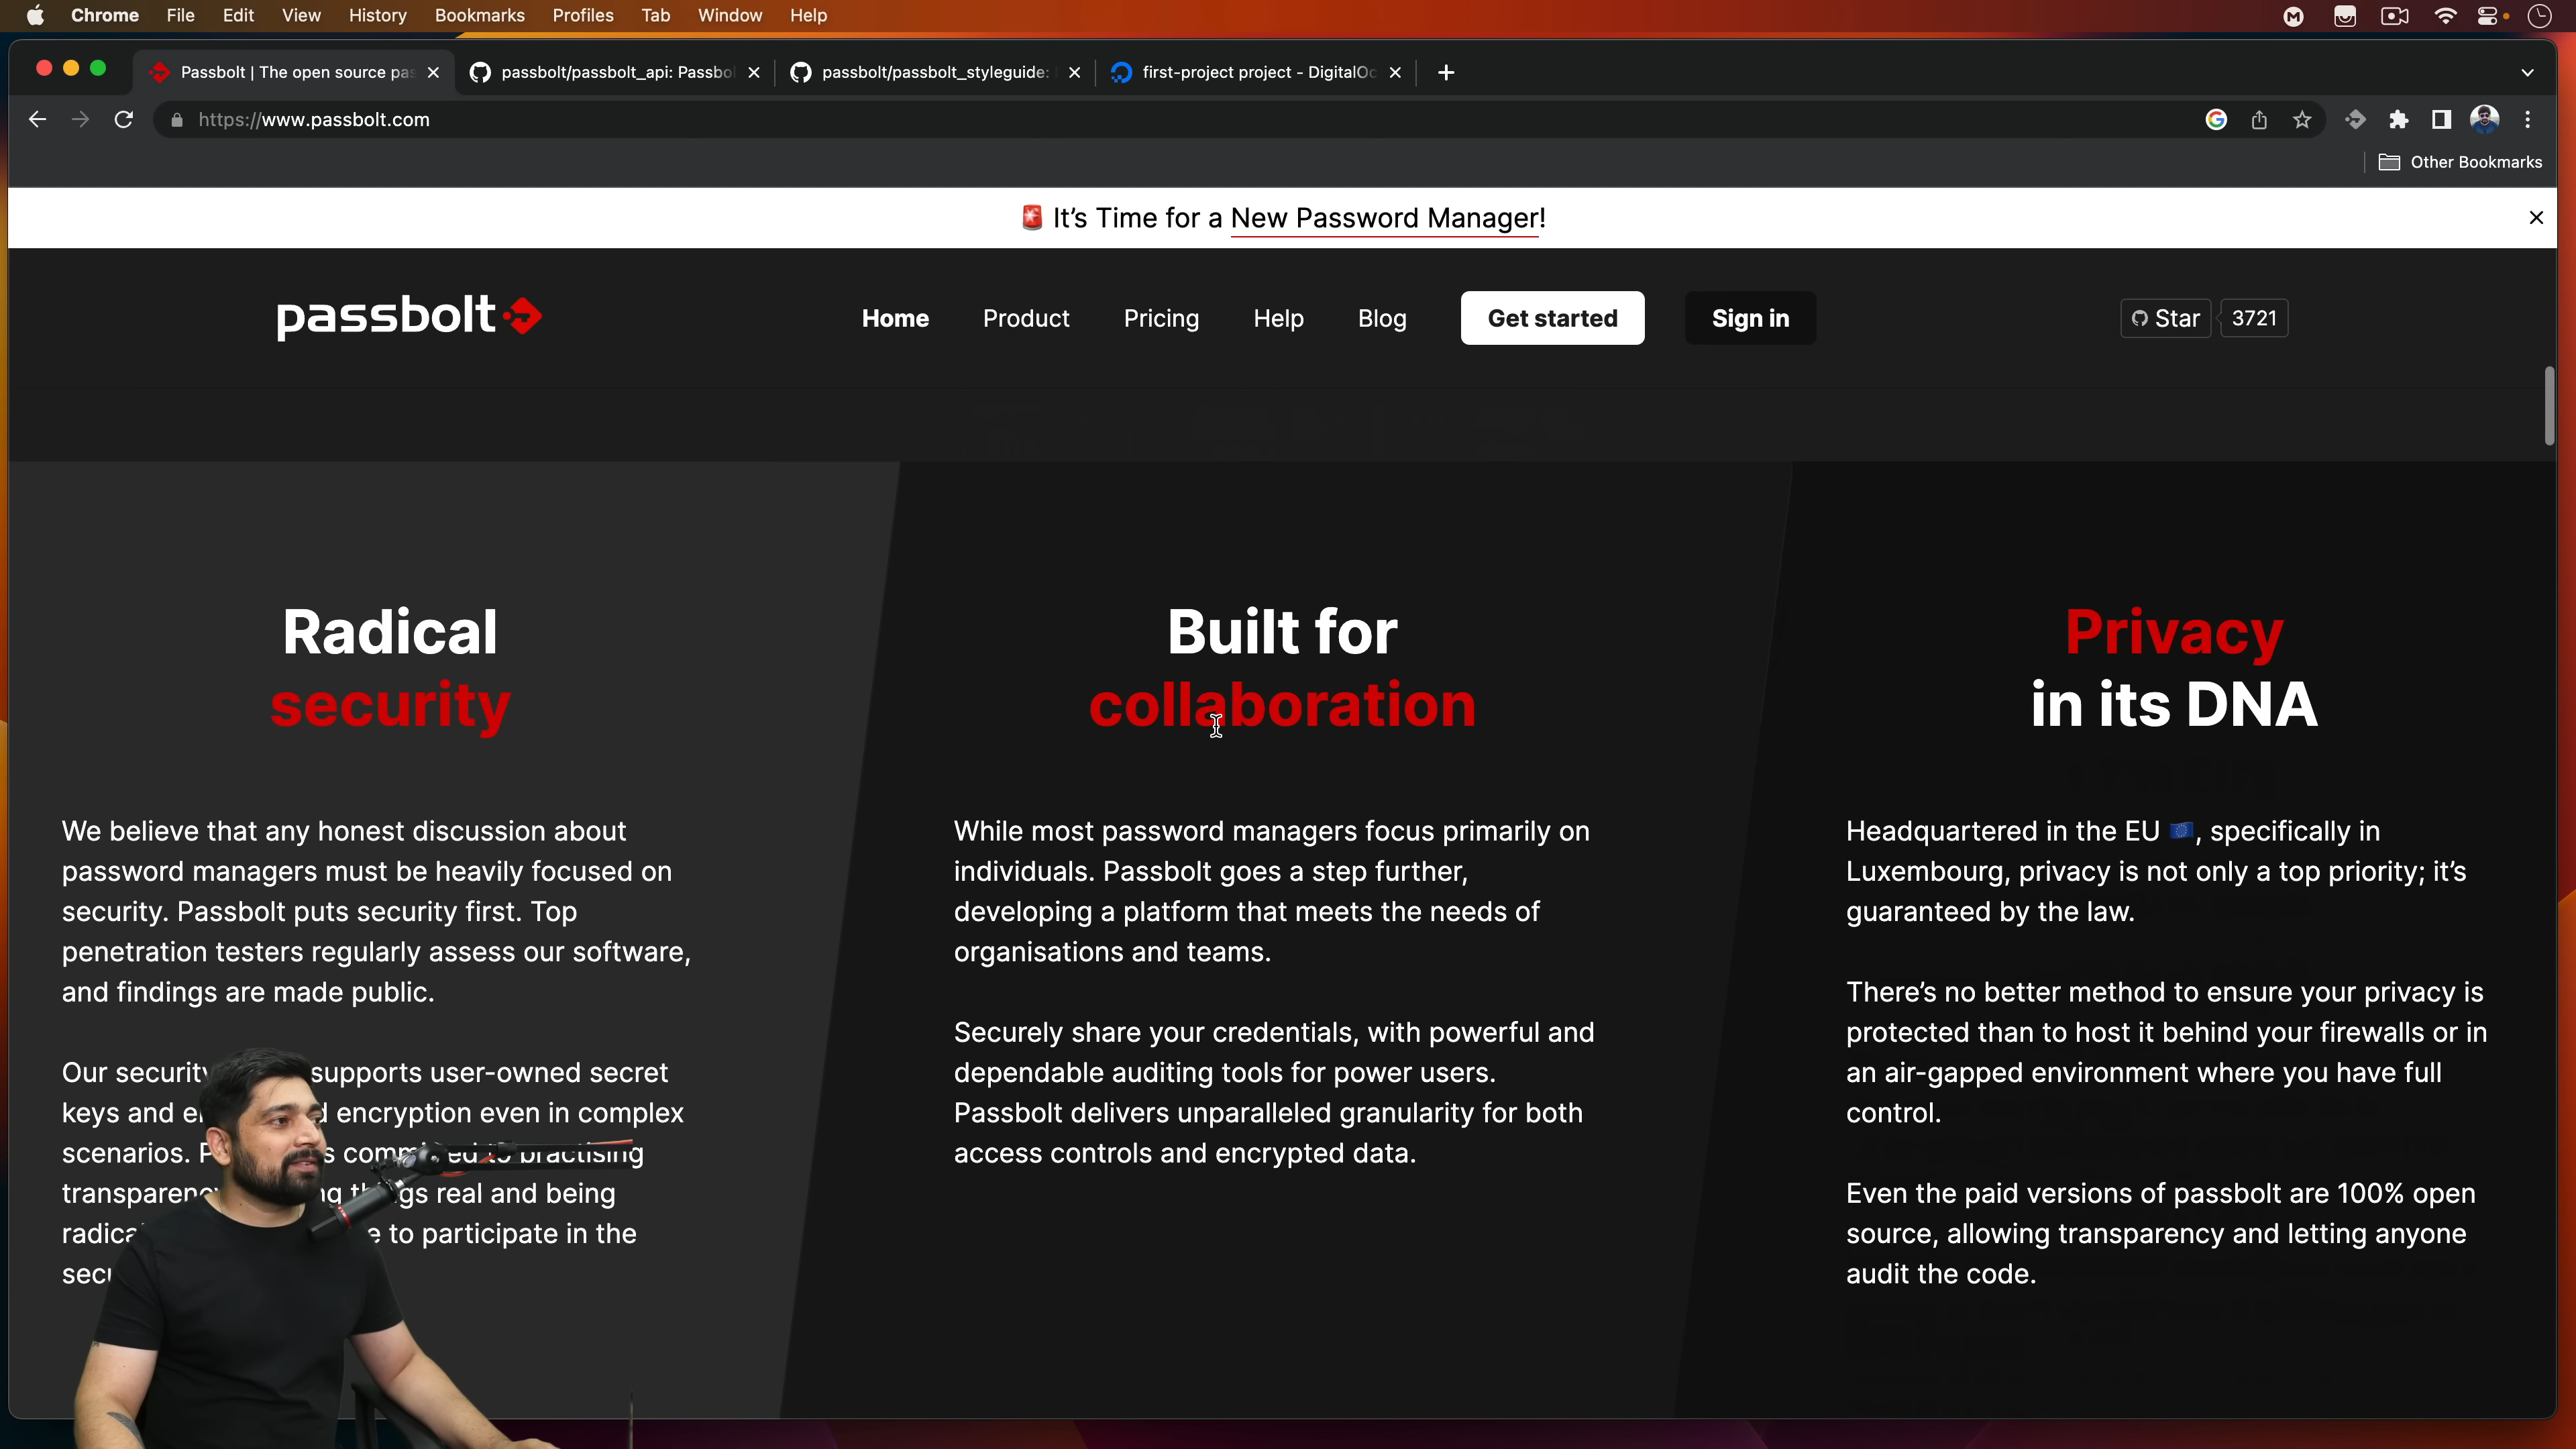 Chrome File Edit View History Bookmarks Profiles Tab Window Help
Passbolt | The open source pas
passbolt/passbolt_api: Passbol
passbolt/passbolt_styleguide:
first-project project - DigitalOc
https://www.passbolt.com
Other Bookmarks
It's Time for a New Password Manager!
passbolt
Home Product Pricing Help Blog Get started Sign in
Star 3721
Radical
security
We believe that any honest discussion about
password managers must be heavily focused on
security. Passbolt puts security first. Top
penetration testers regularly assess our software,
and findings are made public.
Our security supports user-owned secret
keys and encryption even in complex
scenarios. practising
real and being
to participate in the
Built for
collaboration
While most password managers focus primarily on
individuals. Passbolt goes a step further,
developing a platform that meets the needs of
organisations and teams.
Securely share your credentials, with powerful and
dependable auditing tools for power users.
Passbolt delivers unparalleled granularity for both
access controls and encrypted data.
Privacy
in its DNA
Headquartered in the EU , specifically in
Luxembourg, privacy is not only a top priority; it's
guaranteed by the law.
There's no better method to ensure your privacy is
protected than to host it behind your firewalls or in
an air-gapped environment where you have full
control.
Even the paid versions of passbolt are 100% open
source, allowing transparency and letting anyone
audit the code.